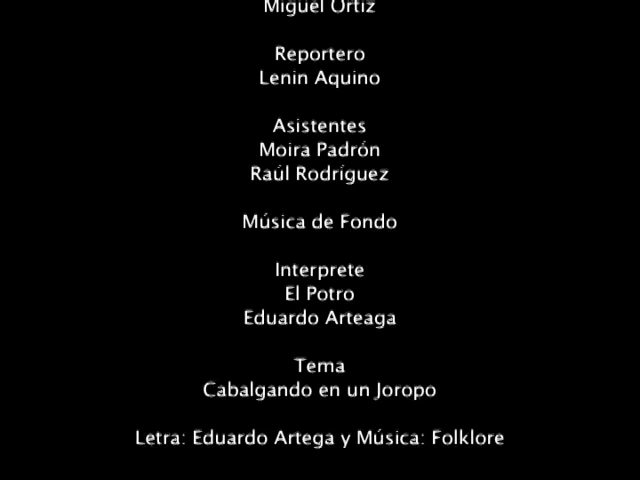 Miguel Ortiz
Reportero
Lenin Aquino
Asistentes
Moira Padrón
Raúl Rodríguez
Música de Fondo
Interprete
El Potro
Eduardo Arteaga
Tema
Cabalgando en un Joropo
Letra: Eduardo Artega y Música: Folklore